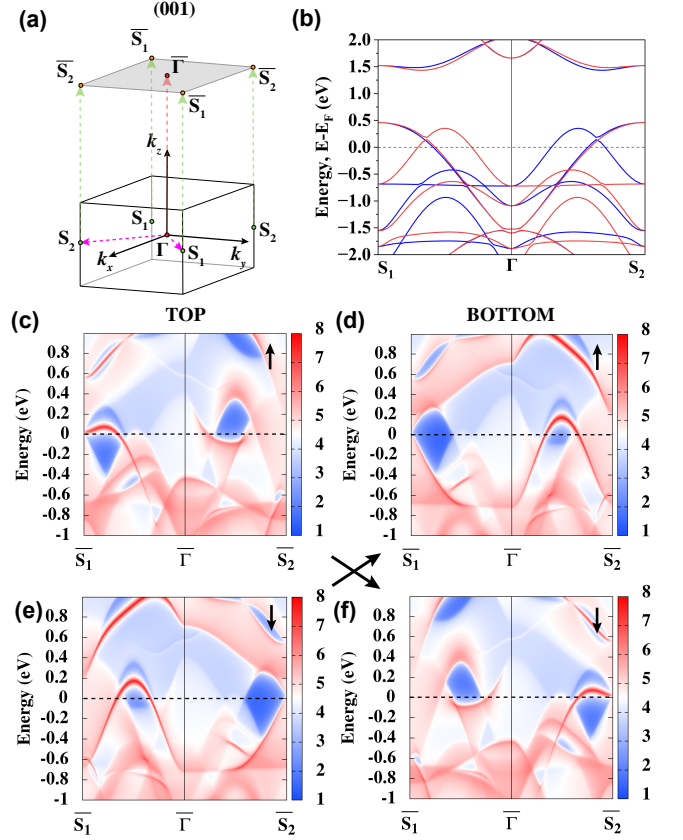 (a)
(001)
S̅₁
Γ̅
S̅₂
S̅₂
S̅₁
k_z
S₁
S₂
S₂
Γ
S₁
k_x
k_y
(b)
Energy, E-E_F (eV)
2.0
1.5
1.0
0.5
0.0
−0.5
−1.0
−1.5
−2.0
S₁ Γ S₂
(c) TOP
Energy (eV)
0.8
0.6
0.4
0.2
0
-0.2
-0.4
-0.6
-0.8
-1
S̅₁ Γ̅ S̅₂
8
7
6
5
4
3
2
1
(d) BOTTOM
Energy (eV)
0.8
0.6
0.4
0.2
0
-0.2
-0.4
-0.6
-0.8
-1
S̅₁ Γ̅ S̅₂
8
7
6
5
4
3
2
1
(e)
Energy (eV)
0.8
0.6
0.4
0.2
0
-0.2
-0.4
-0.6
-0.8
-1
S̅₁ Γ̅ S̅₂
8
7
6
5
4
3
2
1
(f)
Energy (eV)
0.8
0.6
0.4
0.2
0
-0.2
-0.4
-0.6
-0.8
-1
S̅₁ Γ̅ S̅₂
8
7
6
5
4
3
2
1